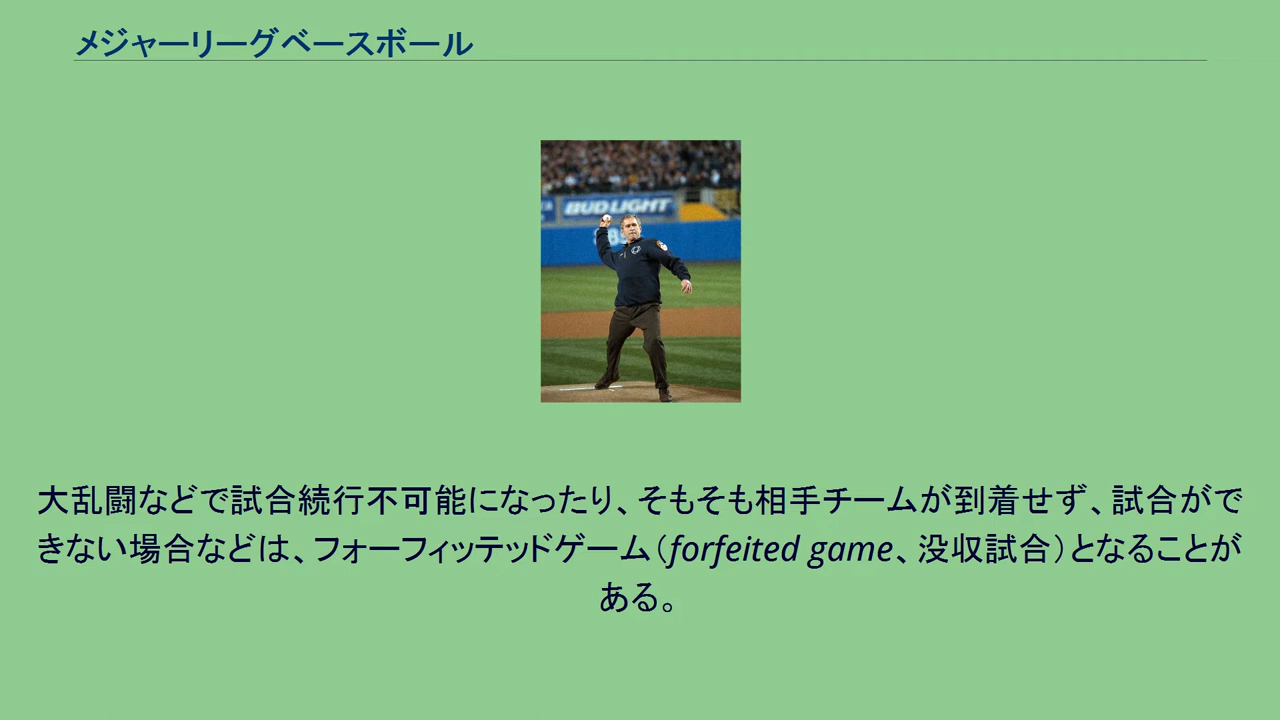 メジャーリーグベースボール
BUD LIGHT
大乱闘などで試合続行不可能になったり、そもそも相手チームが到着せず、試合がで
きない場合などは、フォーフィッテッドゲーム（forfeited game、没収試合）となることが
ある。